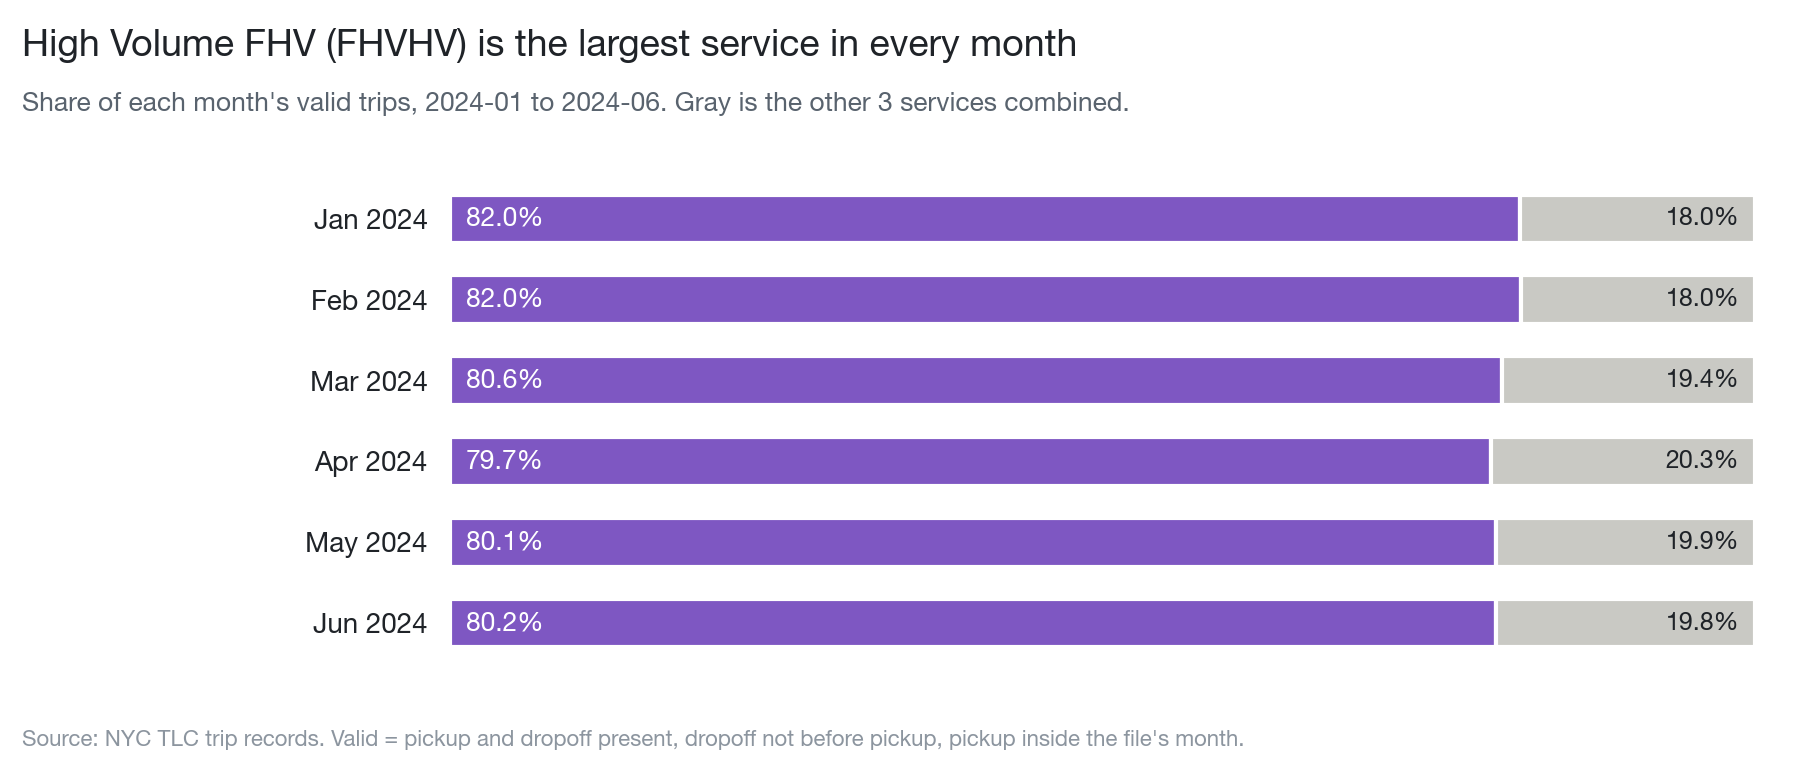 High Volume FHV (FHVHV) is the largest service in every month
Share of each month's valid trips, 2024-01 to 2024-06. Gray is the other 3 services combined.
Jan 2024 82.0% 18.0%
Feb 2024 82.0% 18.0%
Mar 2024 80.6% 19.4%
Apr 2024 79.7% 20.3%
May 2024 80.1% 19.9%
Jun 2024 80.2% 19.8%
Source: NYC TLC trip records. Valid = pickup and dropoff present, dropoff not before pickup, pickup inside the file's month.